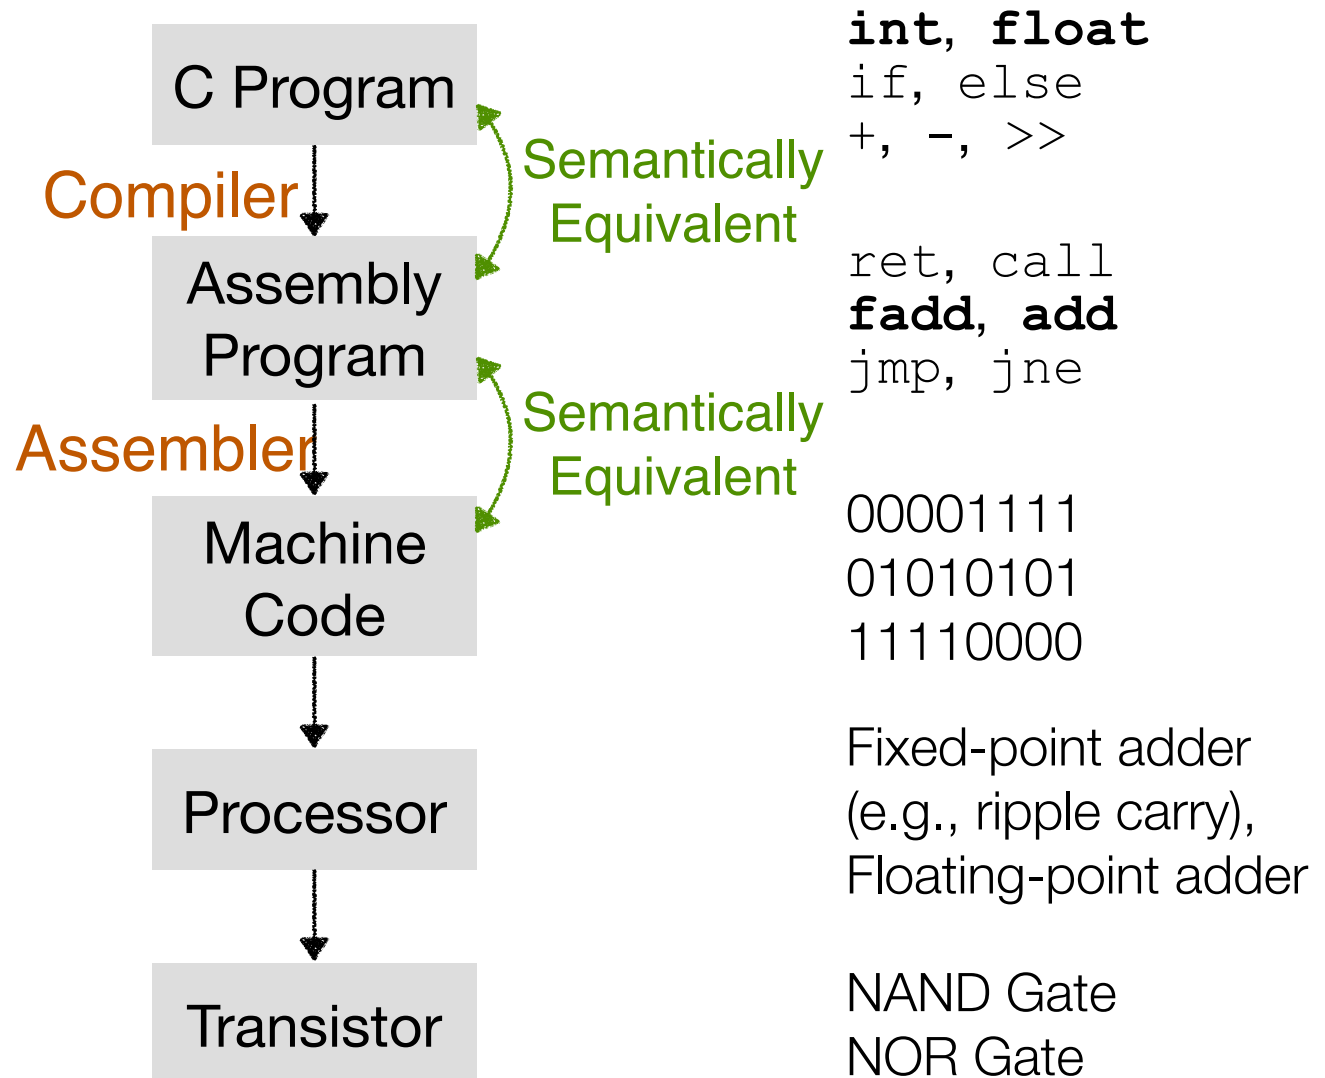 int, float
C Program
if, else
+, -, >>
Semantically
Equivalent
Compiler
Assembly
Program
ret, call
fadd, add
jmp, jne
Semantically
Equivalent
Assembler
Machine
Code
00001111
01010101
11110000
Processor
Fixed-point adder
(e.g., ripple carry),
Floating-point adder
Transistor
NAND Gate
NOR Gate